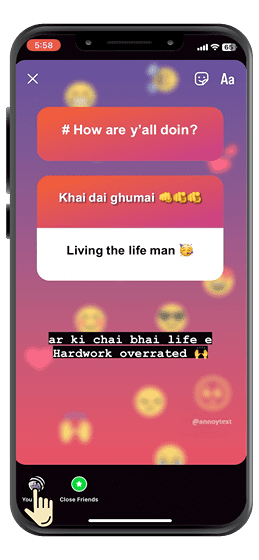 5:58
65
Aa
# How are y'all doin?
Khai dai ghumai 👊👊👊
Living the life man 🥳
ar ki chai bhai life e
Hardwork overrated 🙌
@annoytext
You
Close Friends